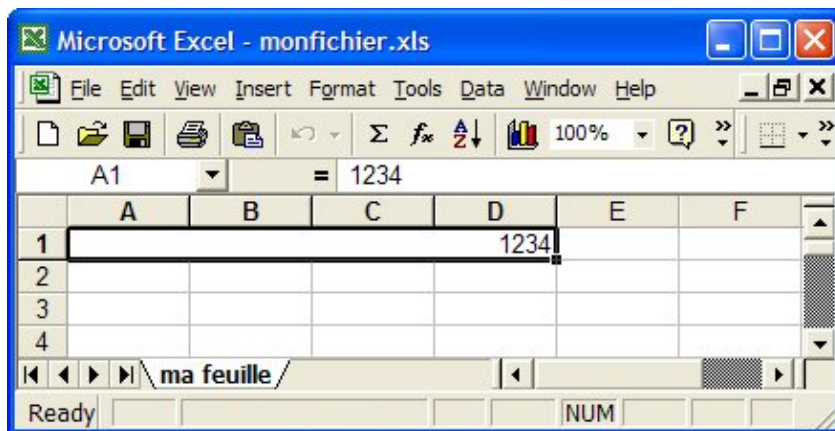 Microsoft Excel - monfichier.xls
File Edit View Insert Format Tools Data Window Help
Σ fx A Z 100% ?
A1 = 1234
A B C D E F
1 1234
2
3
4
ma feuille
Ready NUM